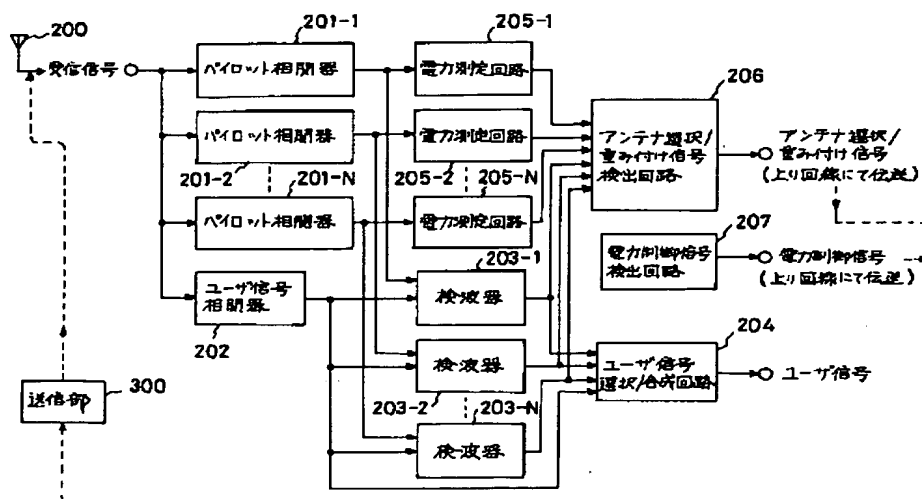 200
受信信号
201-1
パイロット相関器
パイロット相関器
201-2
201-N
パイロット相関器
ユーザ信号
相関器
202
送信部
300
205-1
電力測定回路
電力測定回路
205-2
205-N
電力測定回路
203-1
検波器
検波器
203-2
203-N
検波器
206
アンテナ選択/
重み付け信号
検出回路
アンテナ選択/
重み付け信号
(上り回線にて伝送)
207
電力制御信号
検出回路
電力制御信号
(上り回線にて伝送)
204
ユーザ信号
選択/合成回路
ユーザ信号